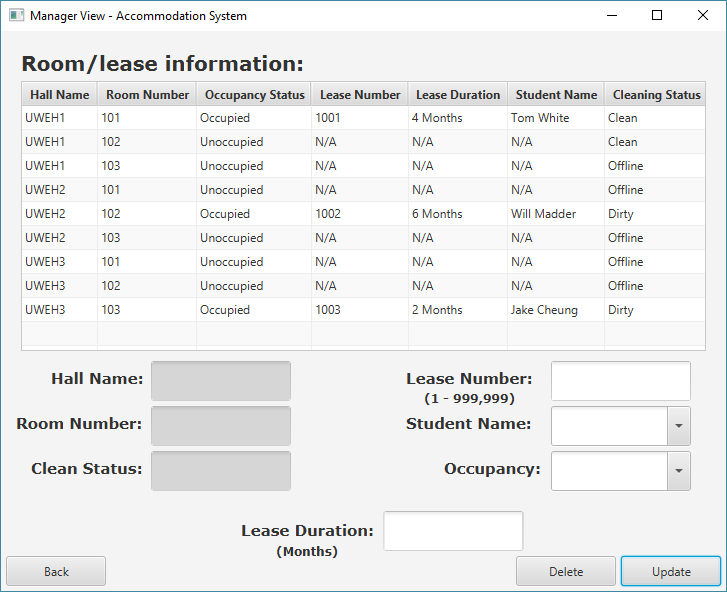 Manager View - Accommodation System
Room/lease information:
Hall Name Room Number Occupancy Status Lease Number Lease Duration Student Name Cleaning Status
UWEH1 101 Occupied 1001 4 Months Tom White Clean
UWEH1 102 Unoccupied N/A N/A N/A Clean
UWEH1 103 Unoccupied N/A N/A N/A Offline
UWEH2 101 Unoccupied N/A N/A N/A Offline
UWEH2 102 Occupied 1002 6 Months Will Madder Dirty
UWEH2 103 Unoccupied N/A N/A N/A Offline
UWEH3 101 Unoccupied N/A N/A N/A Offline
UWEH3 102 Unoccupied N/A N/A N/A Offline
UWEH3 103 Occupied 1003 2 Months Jake Cheung Dirty
Hall Name: Lease Number:
(1 - 999,999)
Room Number: Student Name:
Clean Status: Occupancy:
Lease Duration:
(Months)
Back Delete Update